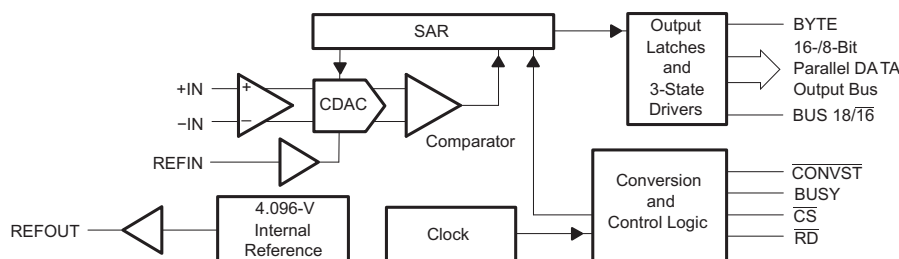 SAR
Output
Latches
and
3-State
Drivers
BYTE
16-/8-Bit
Parallel DATA
Output Bus
BUS 18/16
+IN
−IN
+
−
CDAC
Comparator
REFIN
CONVST
BUSY
CS
RD
Conversion
and
Control Logic
REFOUT
4.096-V
Internal
Reference
Clock